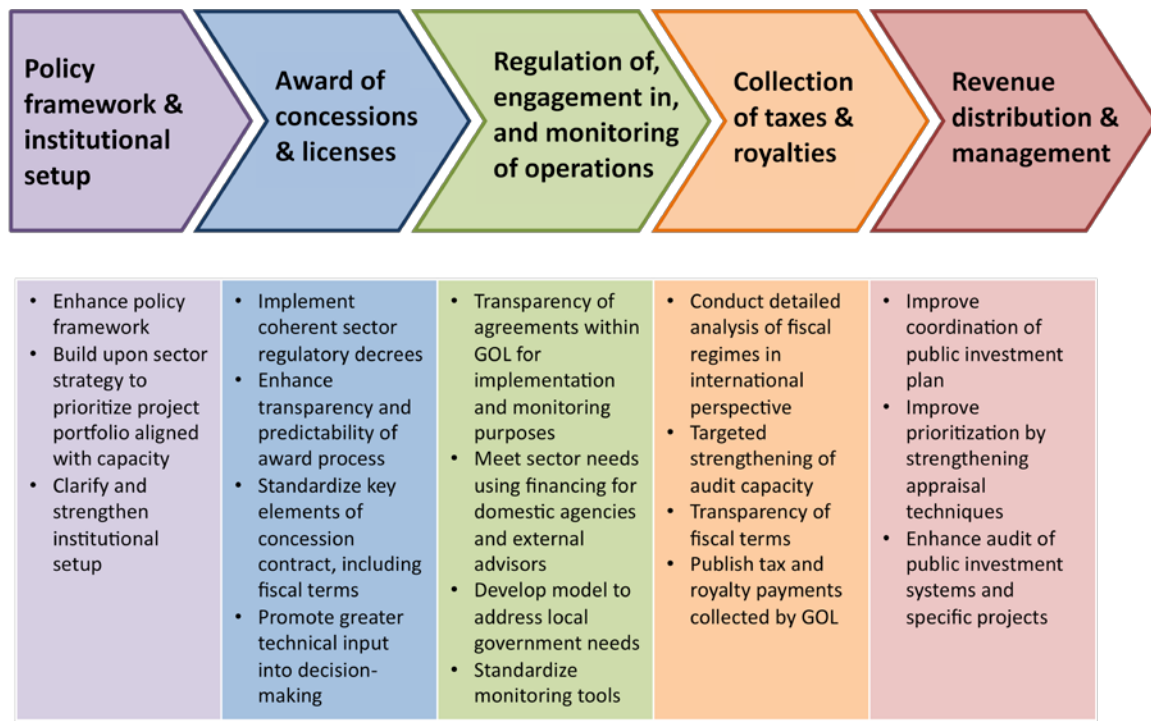 Policy
framework &
institutional
setup
Award of
concessions
& licenses
Regulation of,
engagement in,
and monitoring
of operations
Collection
of taxes &
royalties
Revenue
distribution &
management
• Enhance policy
framework
• Build upon sector
strategy to
prioritize project
portfolio aligned
with capacity
• Clarify and
strengthen
institutional
setup
• Implement
coherent sector
regulatory decrees
• Enhance
transparency and
predictability of
award process
• Standardize key
elements of
concession
contract, including
fiscal terms
• Promote greater
technical input
into decision-
making
• Transparency of
agreements within
GOL for
implementation
and monitoring
purposes
• Meet sector needs
using financing for
domestic agencies
and external
advisors
• Develop model to
address local
government needs
• Standardize
monitoring tools
• Conduct detailed
analysis of fiscal
regimes in
international
perspective
• Targeted
strengthening of
audit capacity
• Transparency of
fiscal terms
• Publish tax and
royalty payments
collected by GOL
• Improve
coordination of
public investment
plan
• Improve
prioritization by
strengthening
appraisal
techniques
• Enhance audit of
public investment
systems and
specific projects